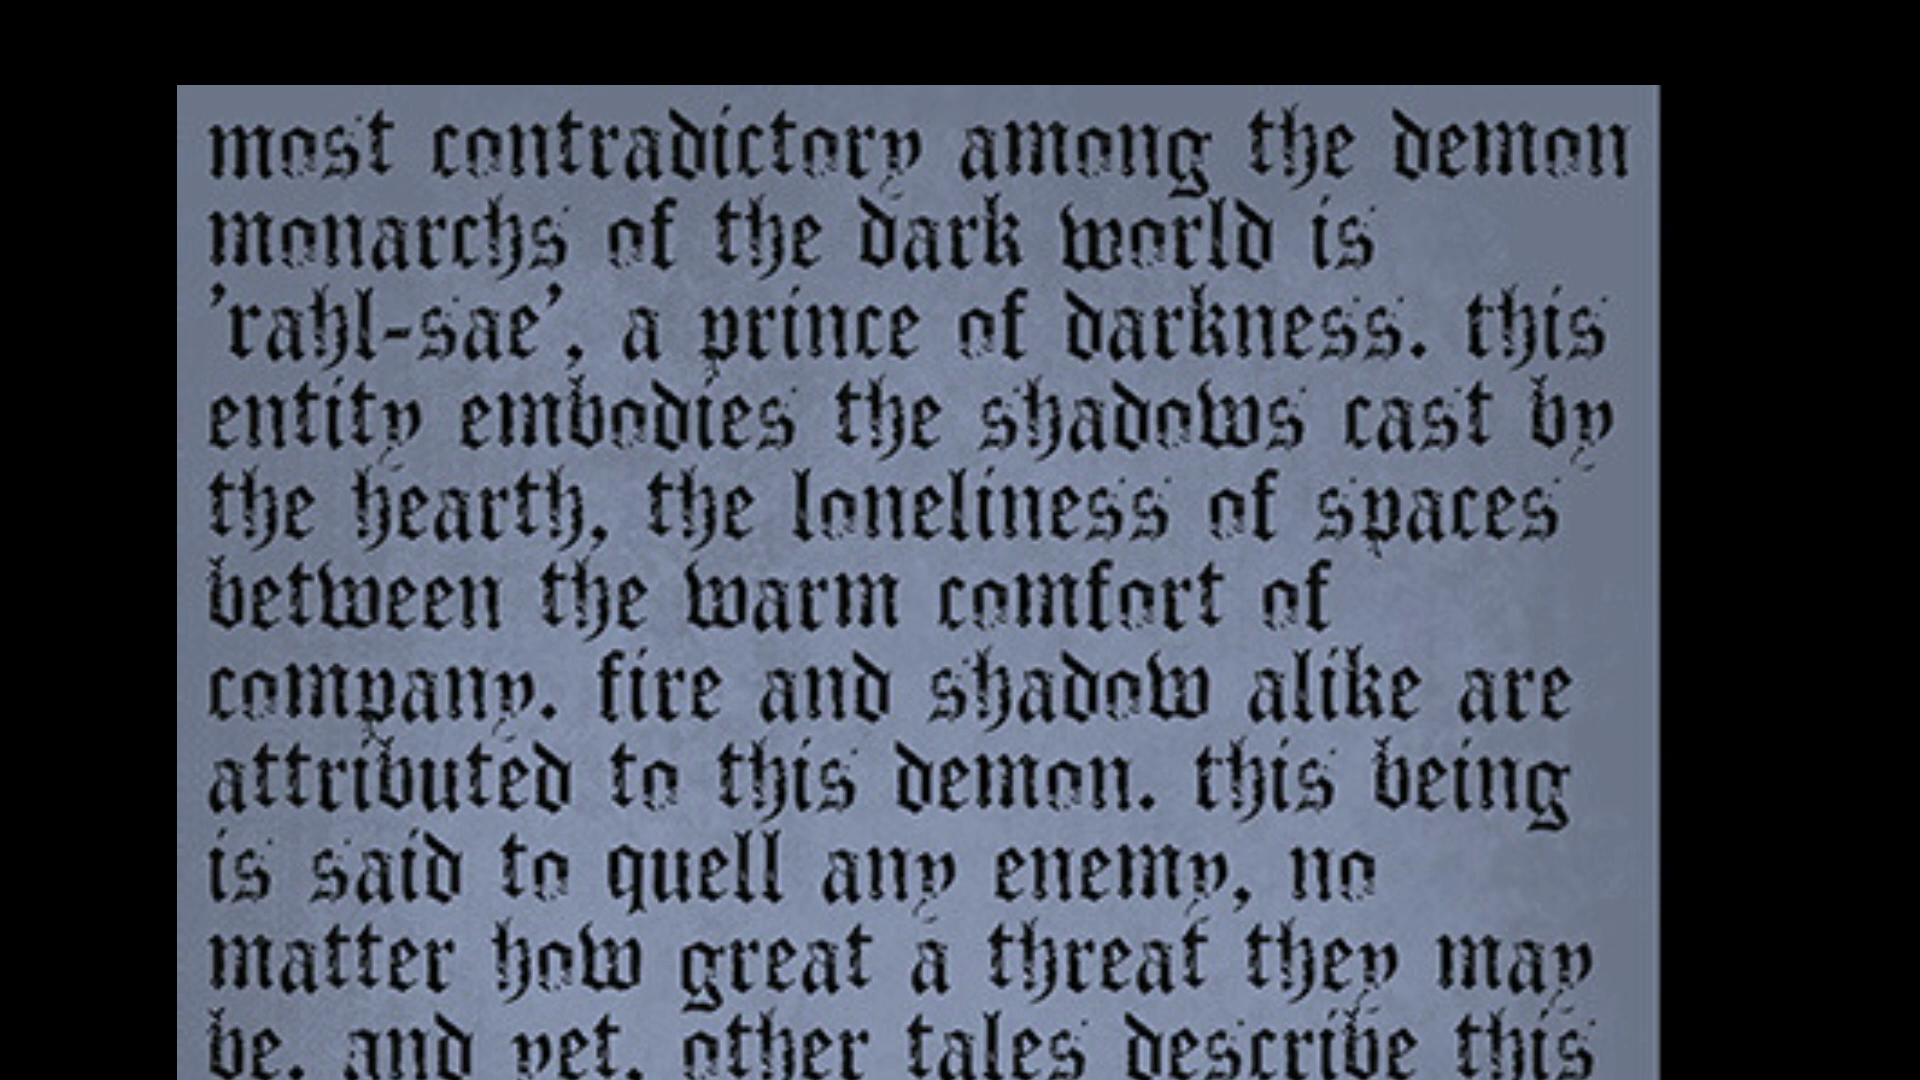 most contradictory among the demon
monarchs of the dark world is
'rahl-sae', a prince of darkness. this
entity embodies the shadows cast by
the hearth, the loneliness of spaces
between the warm comfort of
company. fire and shadow alike are
attributed to this demon. this being
is said to quell any enemy, no
matter how great a threat they may
be. and yet, other tales describe this